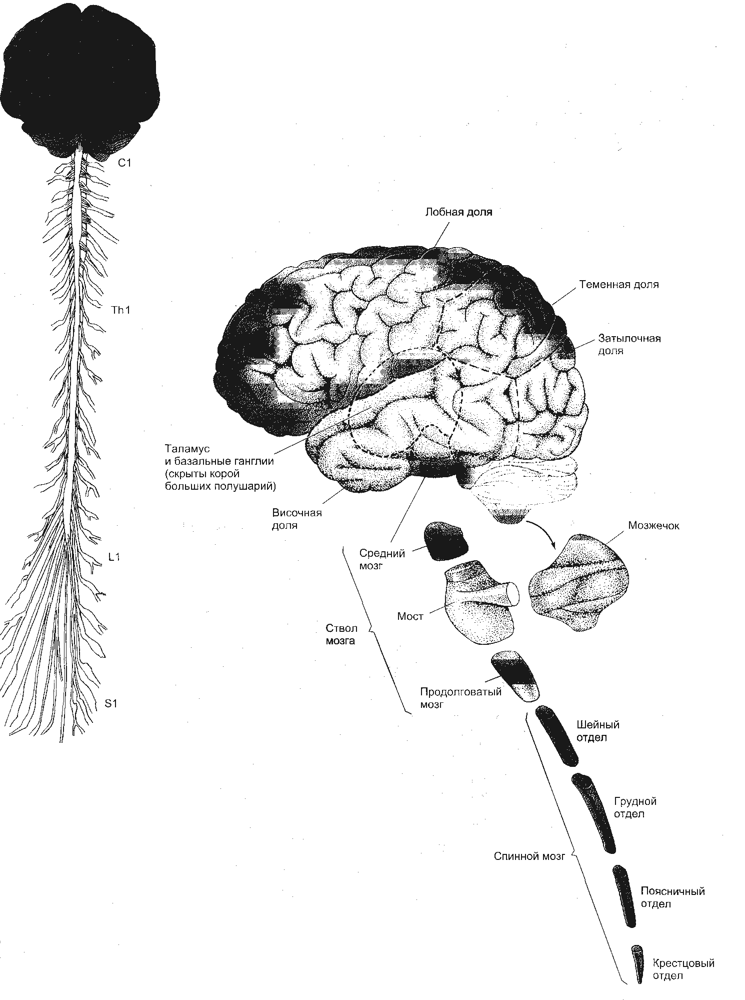 C1
Th1
L1
S1
Лобная доля
Теменная доля
Затылочная
доля
Таламус
и базальные ганглии
(скрыты корой
больших полушарий)
Височная
доля
Мозжечок
Средний
мозг
Мост
Ствол
мозга
Продолговатый
мозг
Шейный
отдел
Грудной
отдел
Спинной мозг
Поясничный
отдел
Крестцовый
отдел